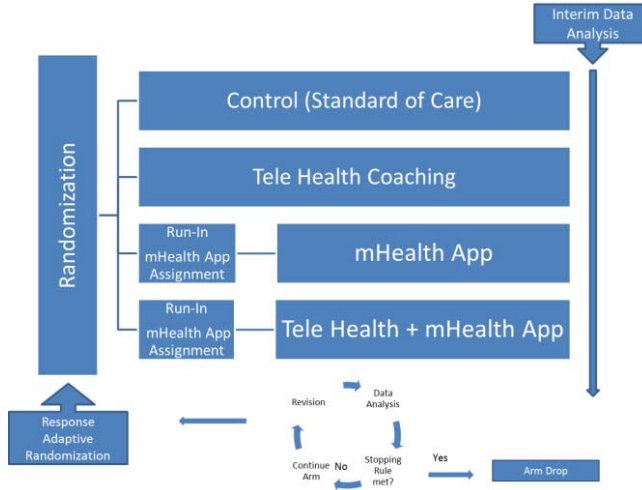 Interim Data
Analysis
Randomization
Control (Standard of Care)
Tele Health Coaching
Run-In
mHealth App
Assignment
mHealth App
Run-In
mHealth App
Assignment
Tele Health + mHealth App
Response
Adaptive
Randomization
Revision
Data
Analysis
Continue
Arm
No
Stopping
Rule
met?
Yes
Arm Drop